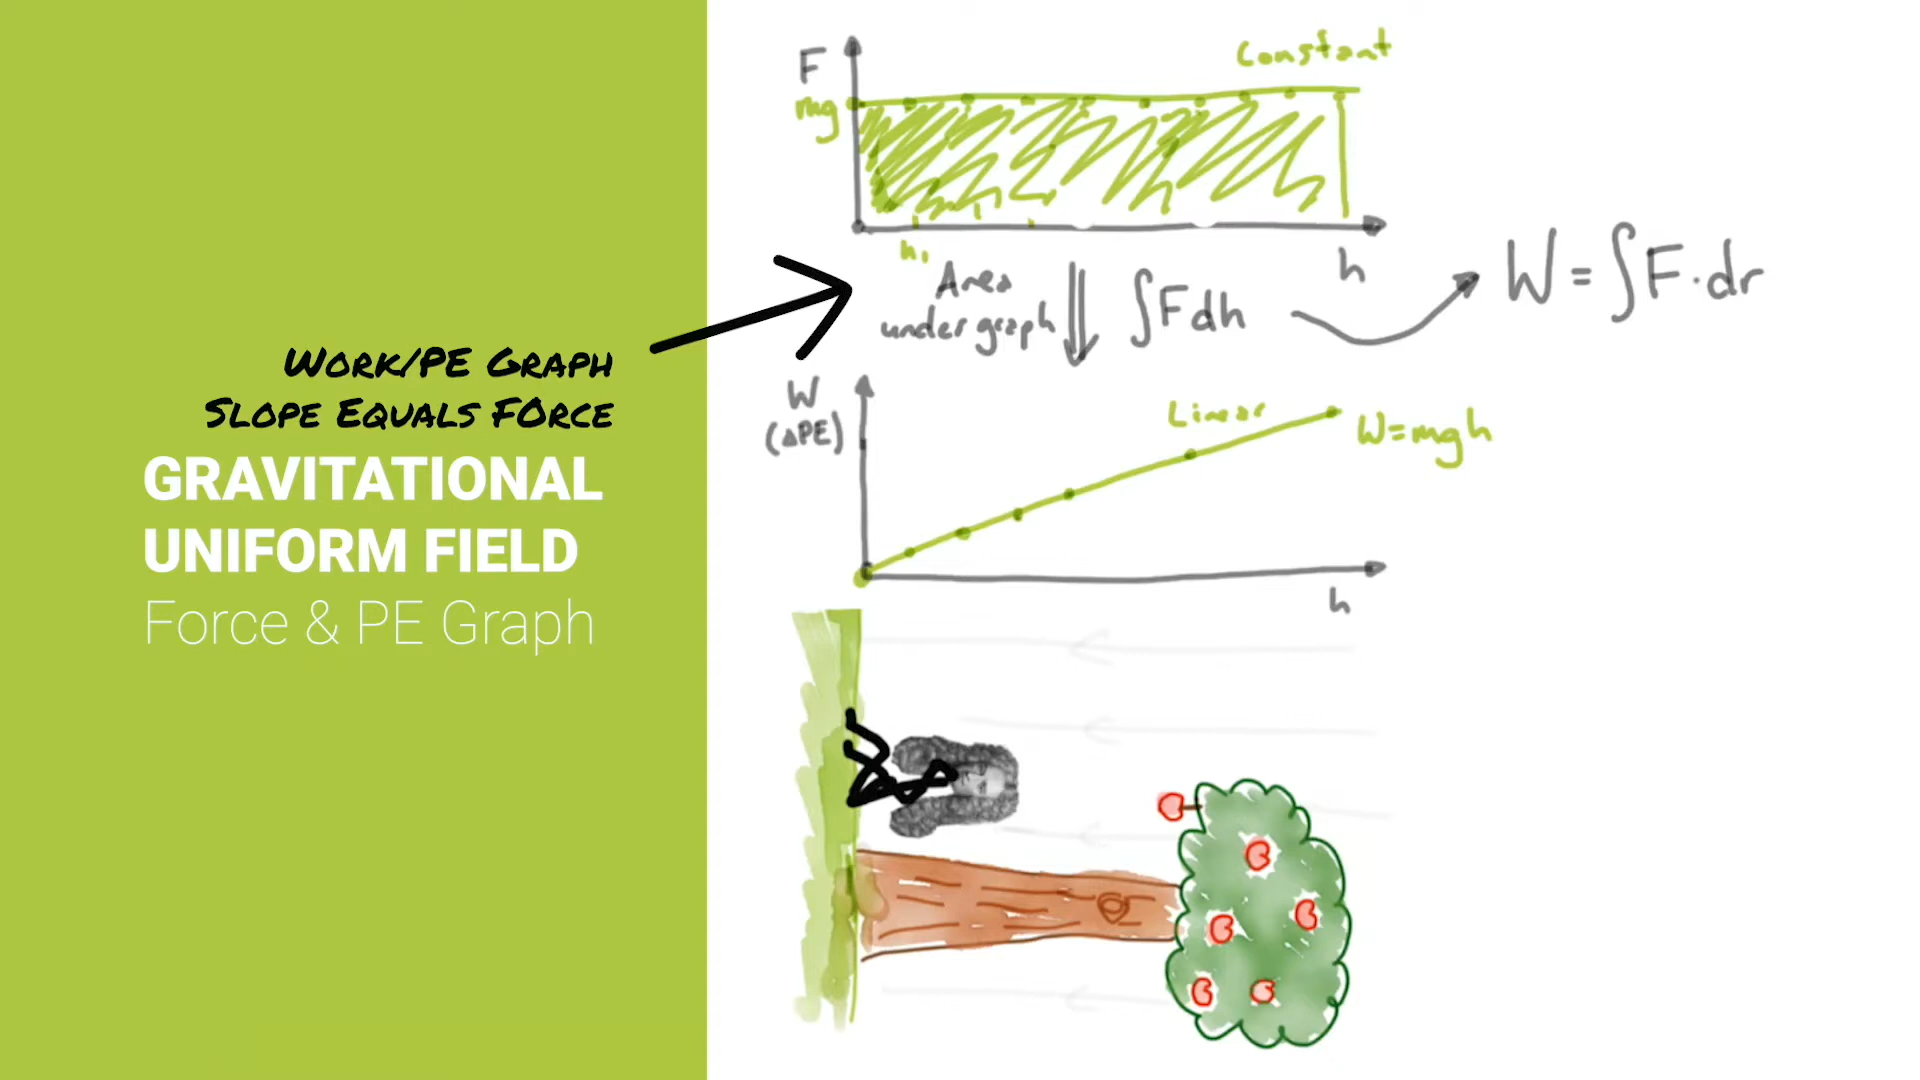 Work/PE Graph
Slope Equals FOrce
GRAVITATIONAL
UNIFORM FIELD
Force & PE Graph
F
mg
Constant
h₁
h
Area
under graph
∫Fdh
W=∫F·dr
W
(ΔPE)
Linear
W=mgh
h